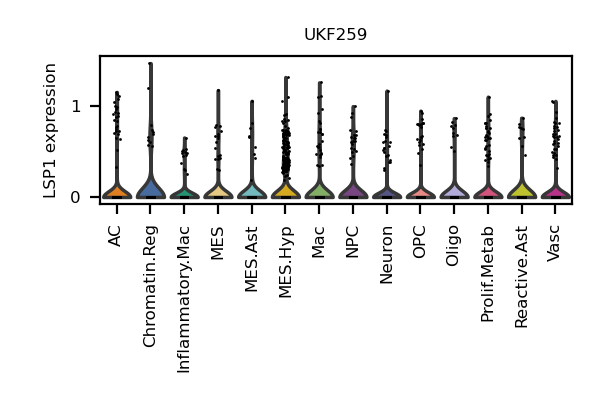 UKF259
LSP1 expression
1
0
AC
Chromatin.Reg
Inflammatory.Mac
MES
MES.Ast
MES.Hyp
Mac
NPC
Neuron
OPC
Oligo
Prolif.Metab
Reactive.Ast
Vasc